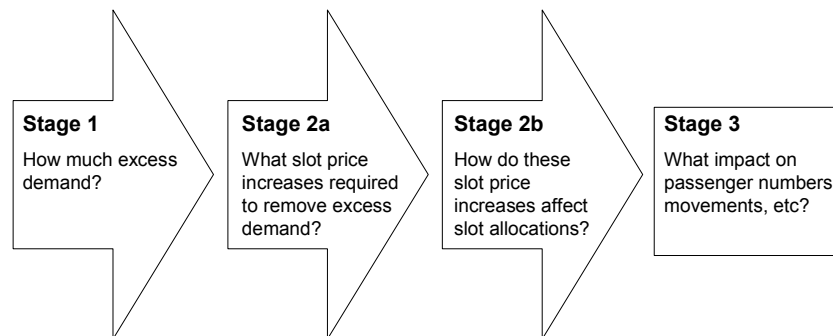 Stage 1
How much excess
demand?
Stage 2a
What slot price
increases required
to remove excess
demand?
Stage 2b
How do these
slot price
increases affect
slot allocations?
Stage 3
What impact on
passenger numbers
movements, etc?